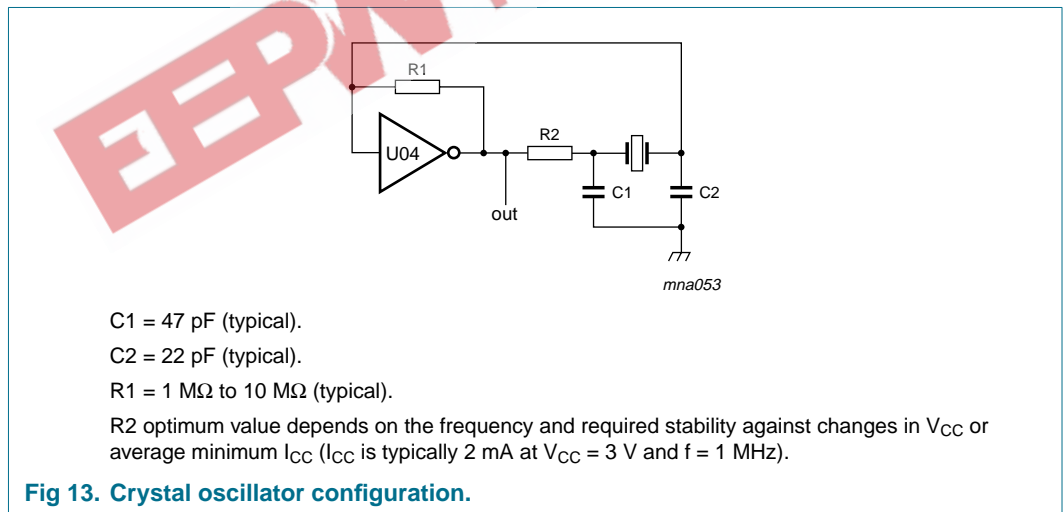 EEPW
R1
R2
U04
C1
C2
out
mna053
C1 = 47 pF (typical).
C2 = 22 pF (typical).
R1 = 1 MΩ to 10 MΩ (typical).
R2 optimum value depends on the frequency and required stability against changes in VCC or
average minimum ICC (ICC is typically 2 mA at VCC = 3 V and f = 1 MHz).
Fig 13. Crystal oscillator configuration.